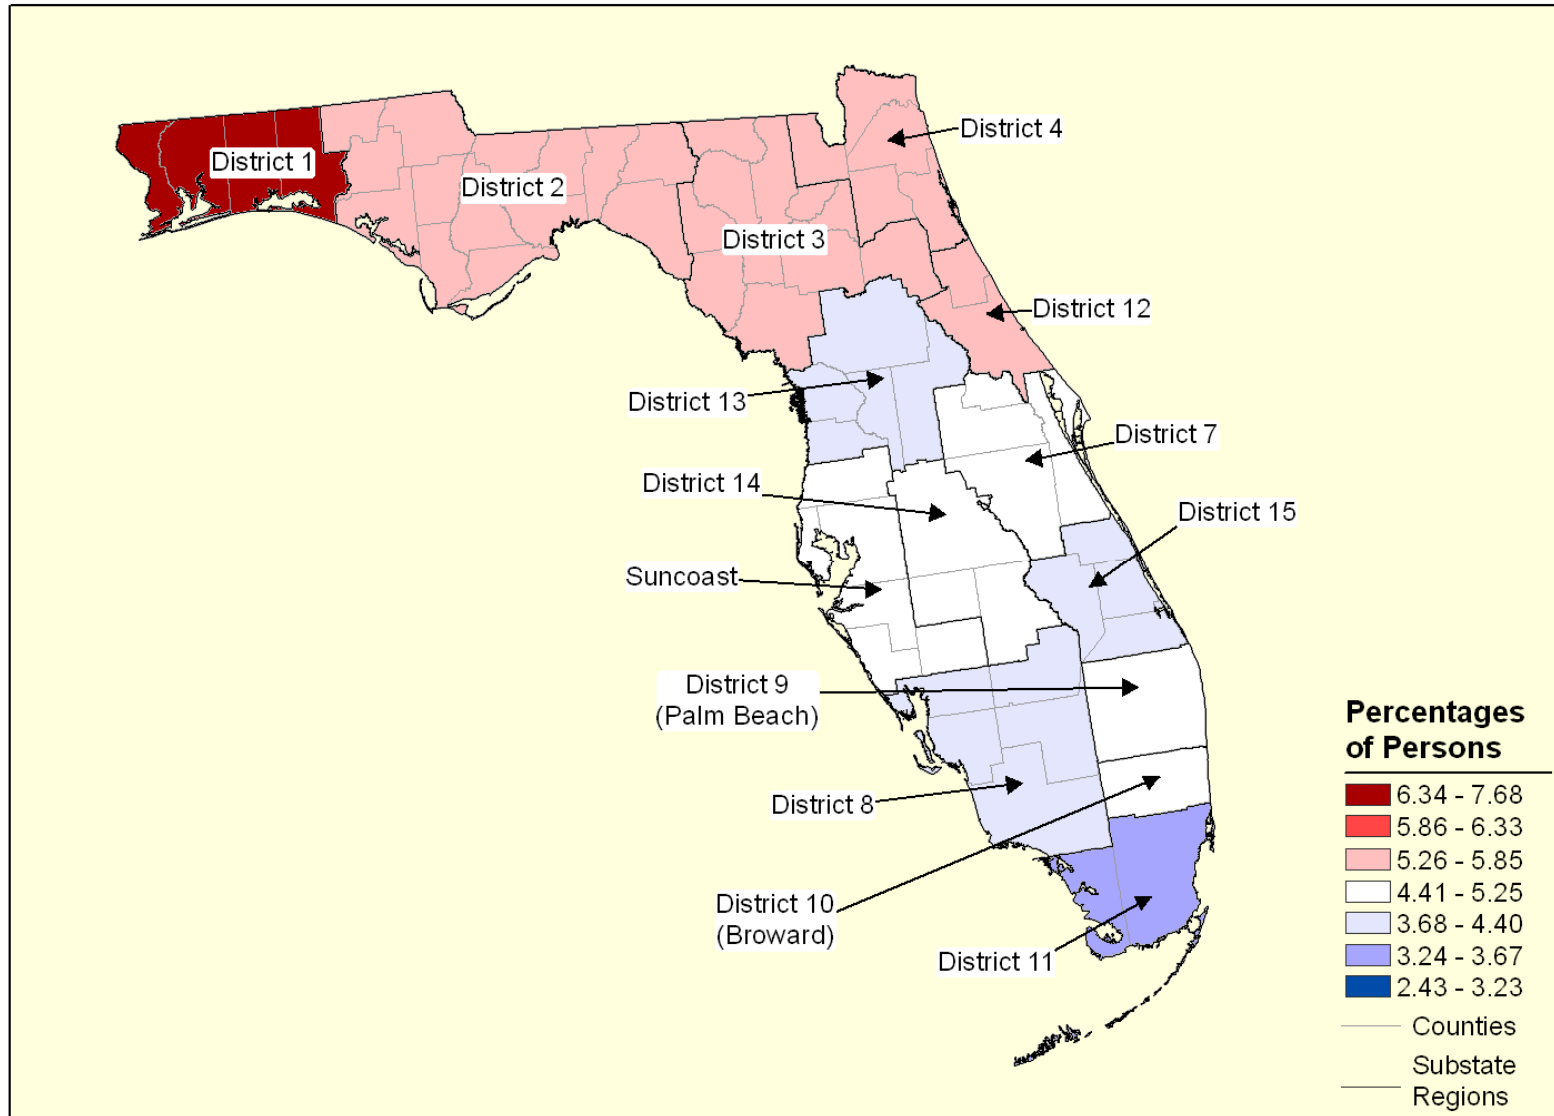 District 4
District 1
District 2
District 3
District 12
District 13
District 7
District 14
District 15
Suncoast
District 9
(Palm Beach)
District 8
District 10
(Broward)
District 11
Percentages
of Persons
6.34 - 7.68
5.86 - 6.33
5.26 - 5.85
4.41 - 5.25
3.68 - 4.40
3.24 - 3.67
2.43 - 3.23
Counties
Substate
Regions